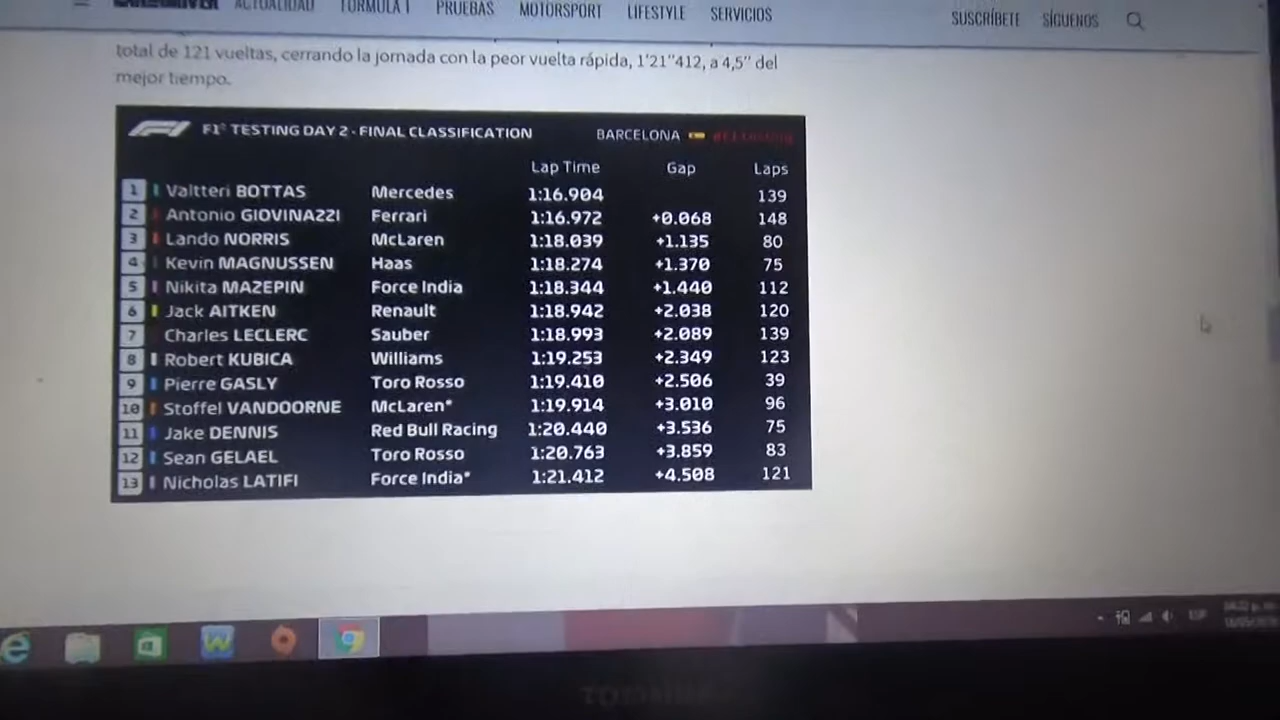 ACTUALIDAD FÓRMULA 1 PRUEBAS MOTORSPORT LIFESTYLE SERVICIOS SUSCRÍBETE SÍGUENOS
total de 121 vueltas, cerrando la jornada con la peor vuelta rápida, 1'21''412, a 4,5'' del
mejor tiempo.
F1 F1® TESTING DAY 2 - FINAL CLASSIFICATION BARCELONA
Lap Time Gap Laps
1 Valtteri BOTTAS Mercedes 1:16.904 139
2 Antonio GIOVINAZZI Ferrari 1:16.972 +0.068 148
3 Lando NORRIS McLaren 1:18.039 +1.135 80
4 Kevin MAGNUSSEN Haas 1:18.274 +1.370 75
5 Nikita MAZEPIN Force India 1:18.344 +1.440 112
6 Jack AITKEN Renault 1:18.942 +2.038 120
7 Charles LECLERC Sauber 1:18.993 +2.089 139
8 Robert KUBICA Williams 1:19.253 +2.349 123
9 Pierre GASLY Toro Rosso 1:19.410 +2.506 39
10 Stoffel VANDOORNE McLaren* 1:19.914 +3.010 96
11 Jake DENNIS Red Bull Racing 1:20.440 +3.536 75
12 Sean GELAEL Toro Rosso 1:20.763 +3.859 83
13 Nicholas LATIFI Force India* 1:21.412 +4.508 121
ESP
TOSHIBA